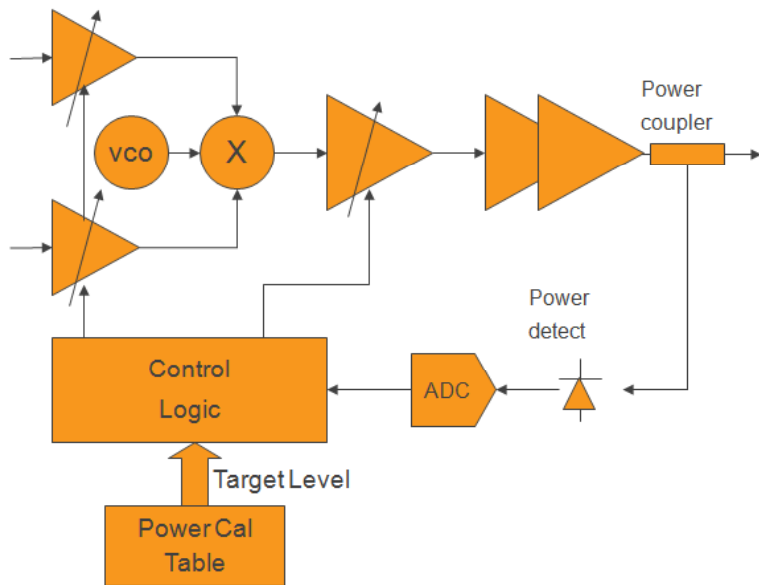 Power
coupler
vco
X
Power
detect
Control
Logic
ADC
Target Level
Power Cal
Table